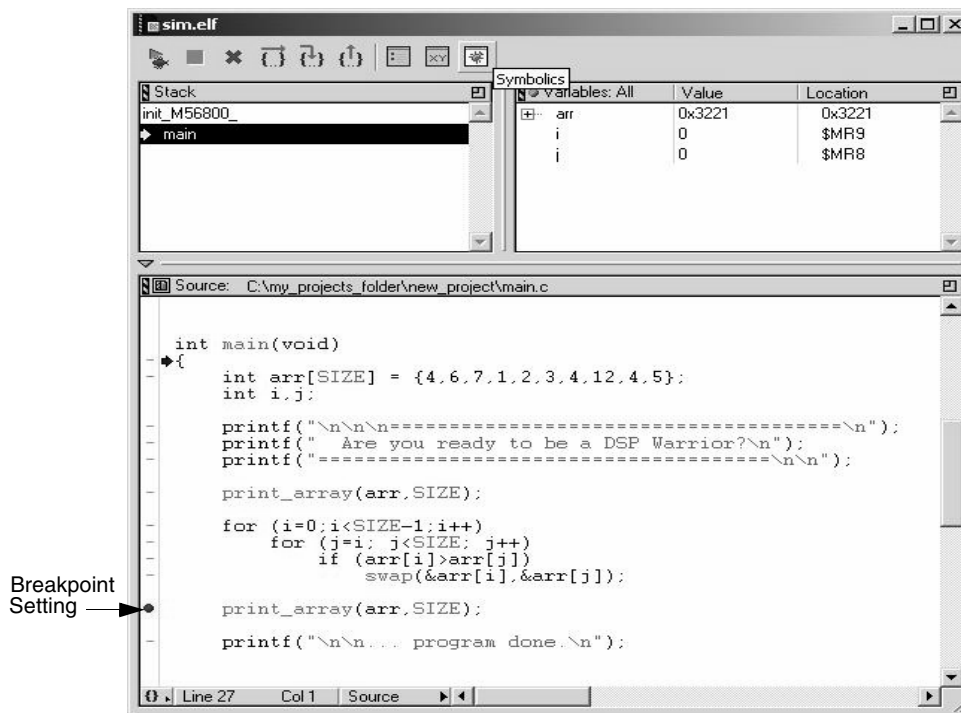 sim.elf
XY
Symbolics
Stack
Variables: All Value Location
init_M56800_
main
arr 0x3221 0x3221
i 0 $MR9
j 0 $MR8
Source: C:\my_projects_folder\new_project\main.c
int main(void)
{
int arr[SIZE] = {4,6,7,1,2,3,4,12,4,5};
int i,j;
printf("\n\n\n========================================\n");
printf("  Are you ready to be a DSP Warrior?\n");
printf("========================================\n\n");
print_array(arr,SIZE);
for (i=0;i<SIZE-1;i++)
for (j=i; j<SIZE; j++)
if (arr[i]>arr[j])
swap(&arr[i],&arr[j]);
Breakpoint
Setting
print_array(arr,SIZE);
printf("\n\n... program done.\n");
Line 27 Col 1 Source